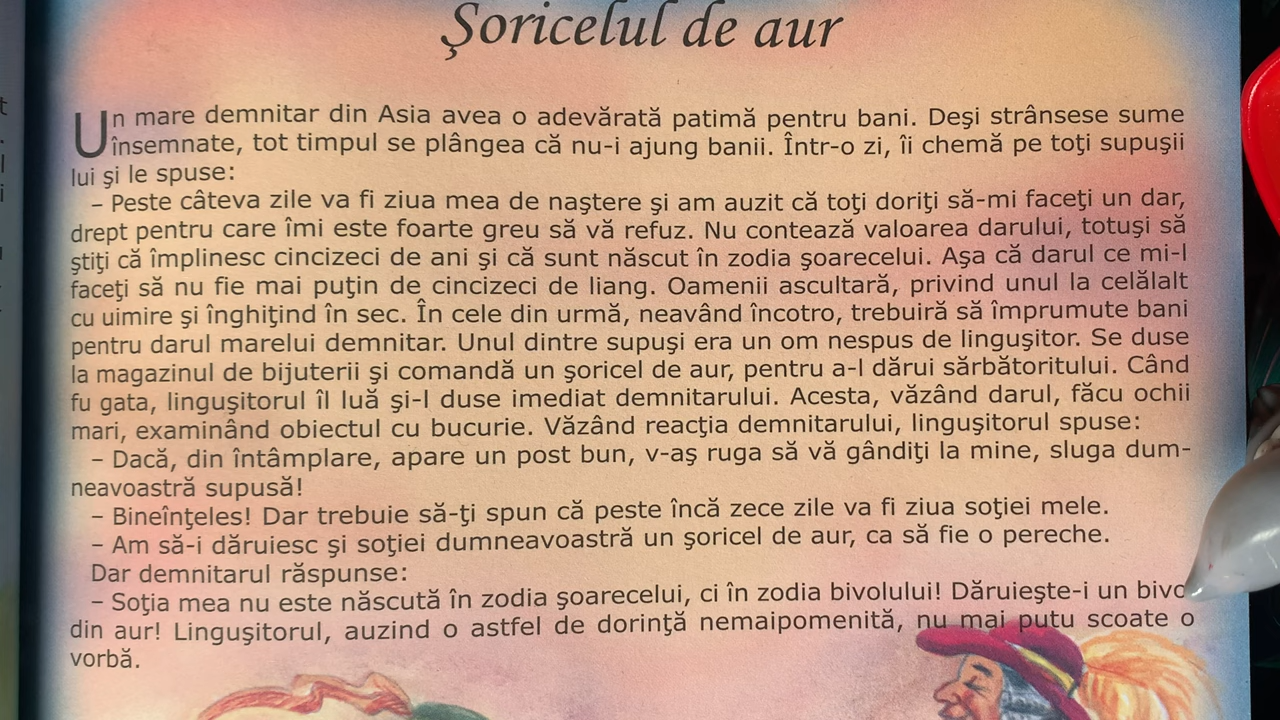 Şoricelul de aur
Un mare demnitar din Asia avea o adevărată patimă pentru bani. Deşi strânsese sume
însemnate, tot timpul se plângea că nu-i ajung banii. Într-o zi, îi chemă pe toţi supuşii
lui şi le spuse:
– Peste câteva zile va fi ziua mea de naştere şi am auzit că toţi doriţi să-mi faceţi un dar,
drept pentru care îmi este foarte greu să vă refuz. Nu contează valoarea darului, totuşi să
ştiţi că împlinesc cincizeci de ani şi că sunt născut în zodia şoarecelui. Aşa că darul ce mi-l
faceţi să nu fie mai puţin de cincizeci de liang. Oamenii ascultară, privind unul la celălalt
cu uimire şi înghiţind în sec. În cele din urmă, neavând încotro, trebuiră să împrumute bani
pentru darul marelui demnitar. Unul dintre supuşi era un om nespus de linguşitor. Se duse
la magazinul de bijuterii şi comandă un şoricel de aur, pentru a-l dărui sărbătoritului. Când
fu gata, linguşitorul îl luă şi-l duse imediat demnitarului. Acesta, văzând darul, făcu ochii
mari, examinând obiectul cu bucurie. Văzând reacţia demnitarului, linguşitorul spuse:
– Dacă, din întâmplare, apare un post bun, v-aş ruga să vă gândiţi la mine, sluga dum-
neavoastră supusă!
– Bineînţeles! Dar trebuie să-ţi spun că peste încă zece zile va fi ziua soţiei mele.
– Am să-i dăruiesc şi soţiei dumneavoastră un şoricel de aur, ca să fie o pereche.
Dar demnitarul răspunse:
– Soţia mea nu este născută în zodia şoarecelui, ci în zodia bivolului! Dăruieşte-i un
din aur! Linguşitorul, auzind o astfel de dorinţă nemaipomenită, nu mai putu scoate o
vorbă.